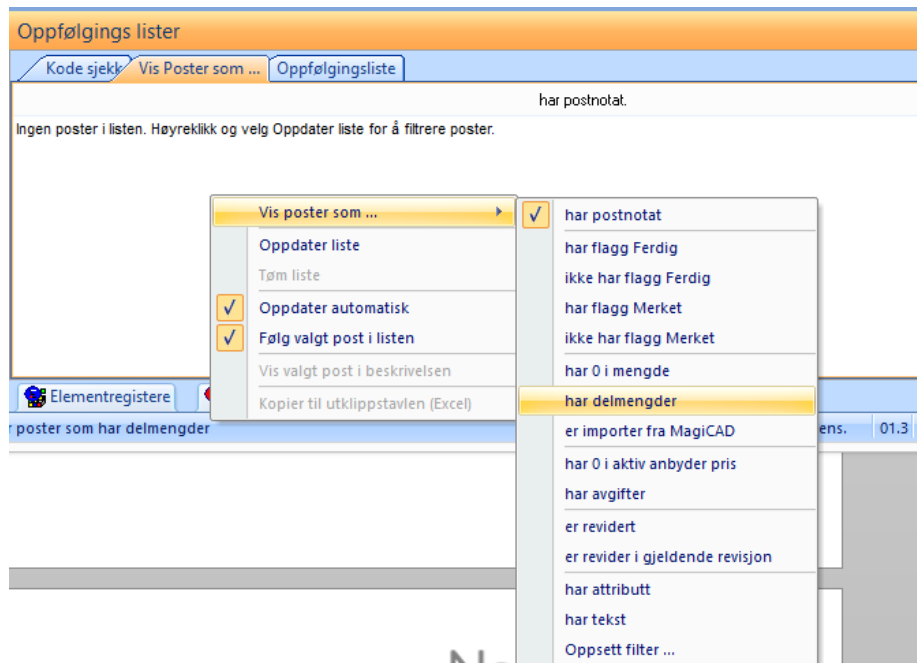 Oppfølgings lister
Kode sjekk
Vis Poster som ...
Oppfølgingsliste
har postnotat.
Ingen poster i listen. Høyreklikk og velg Oppdater liste for å filtrere poster.
Vis poster som ...
Oppdater liste
Tøm liste
Oppdater automatisk
Følg valgt post i listen
Vis valgt post i beskrivelsen
Kopier til utklippstavlen (Excel)
har postnotat
har flagg Ferdig
ikke har flagg Ferdig
har flagg Merket
ikke har flagg Merket
har 0 i mengde
har delmengder
er importer fra MagiCAD
har 0 i aktiv anbyder pris
har avgifter
er revidert
er revider i gjeldende revisjon
har attributt
har tekst
Oppsett filter ...
Elementregistere
poster som har delmengder
ens.
01.3